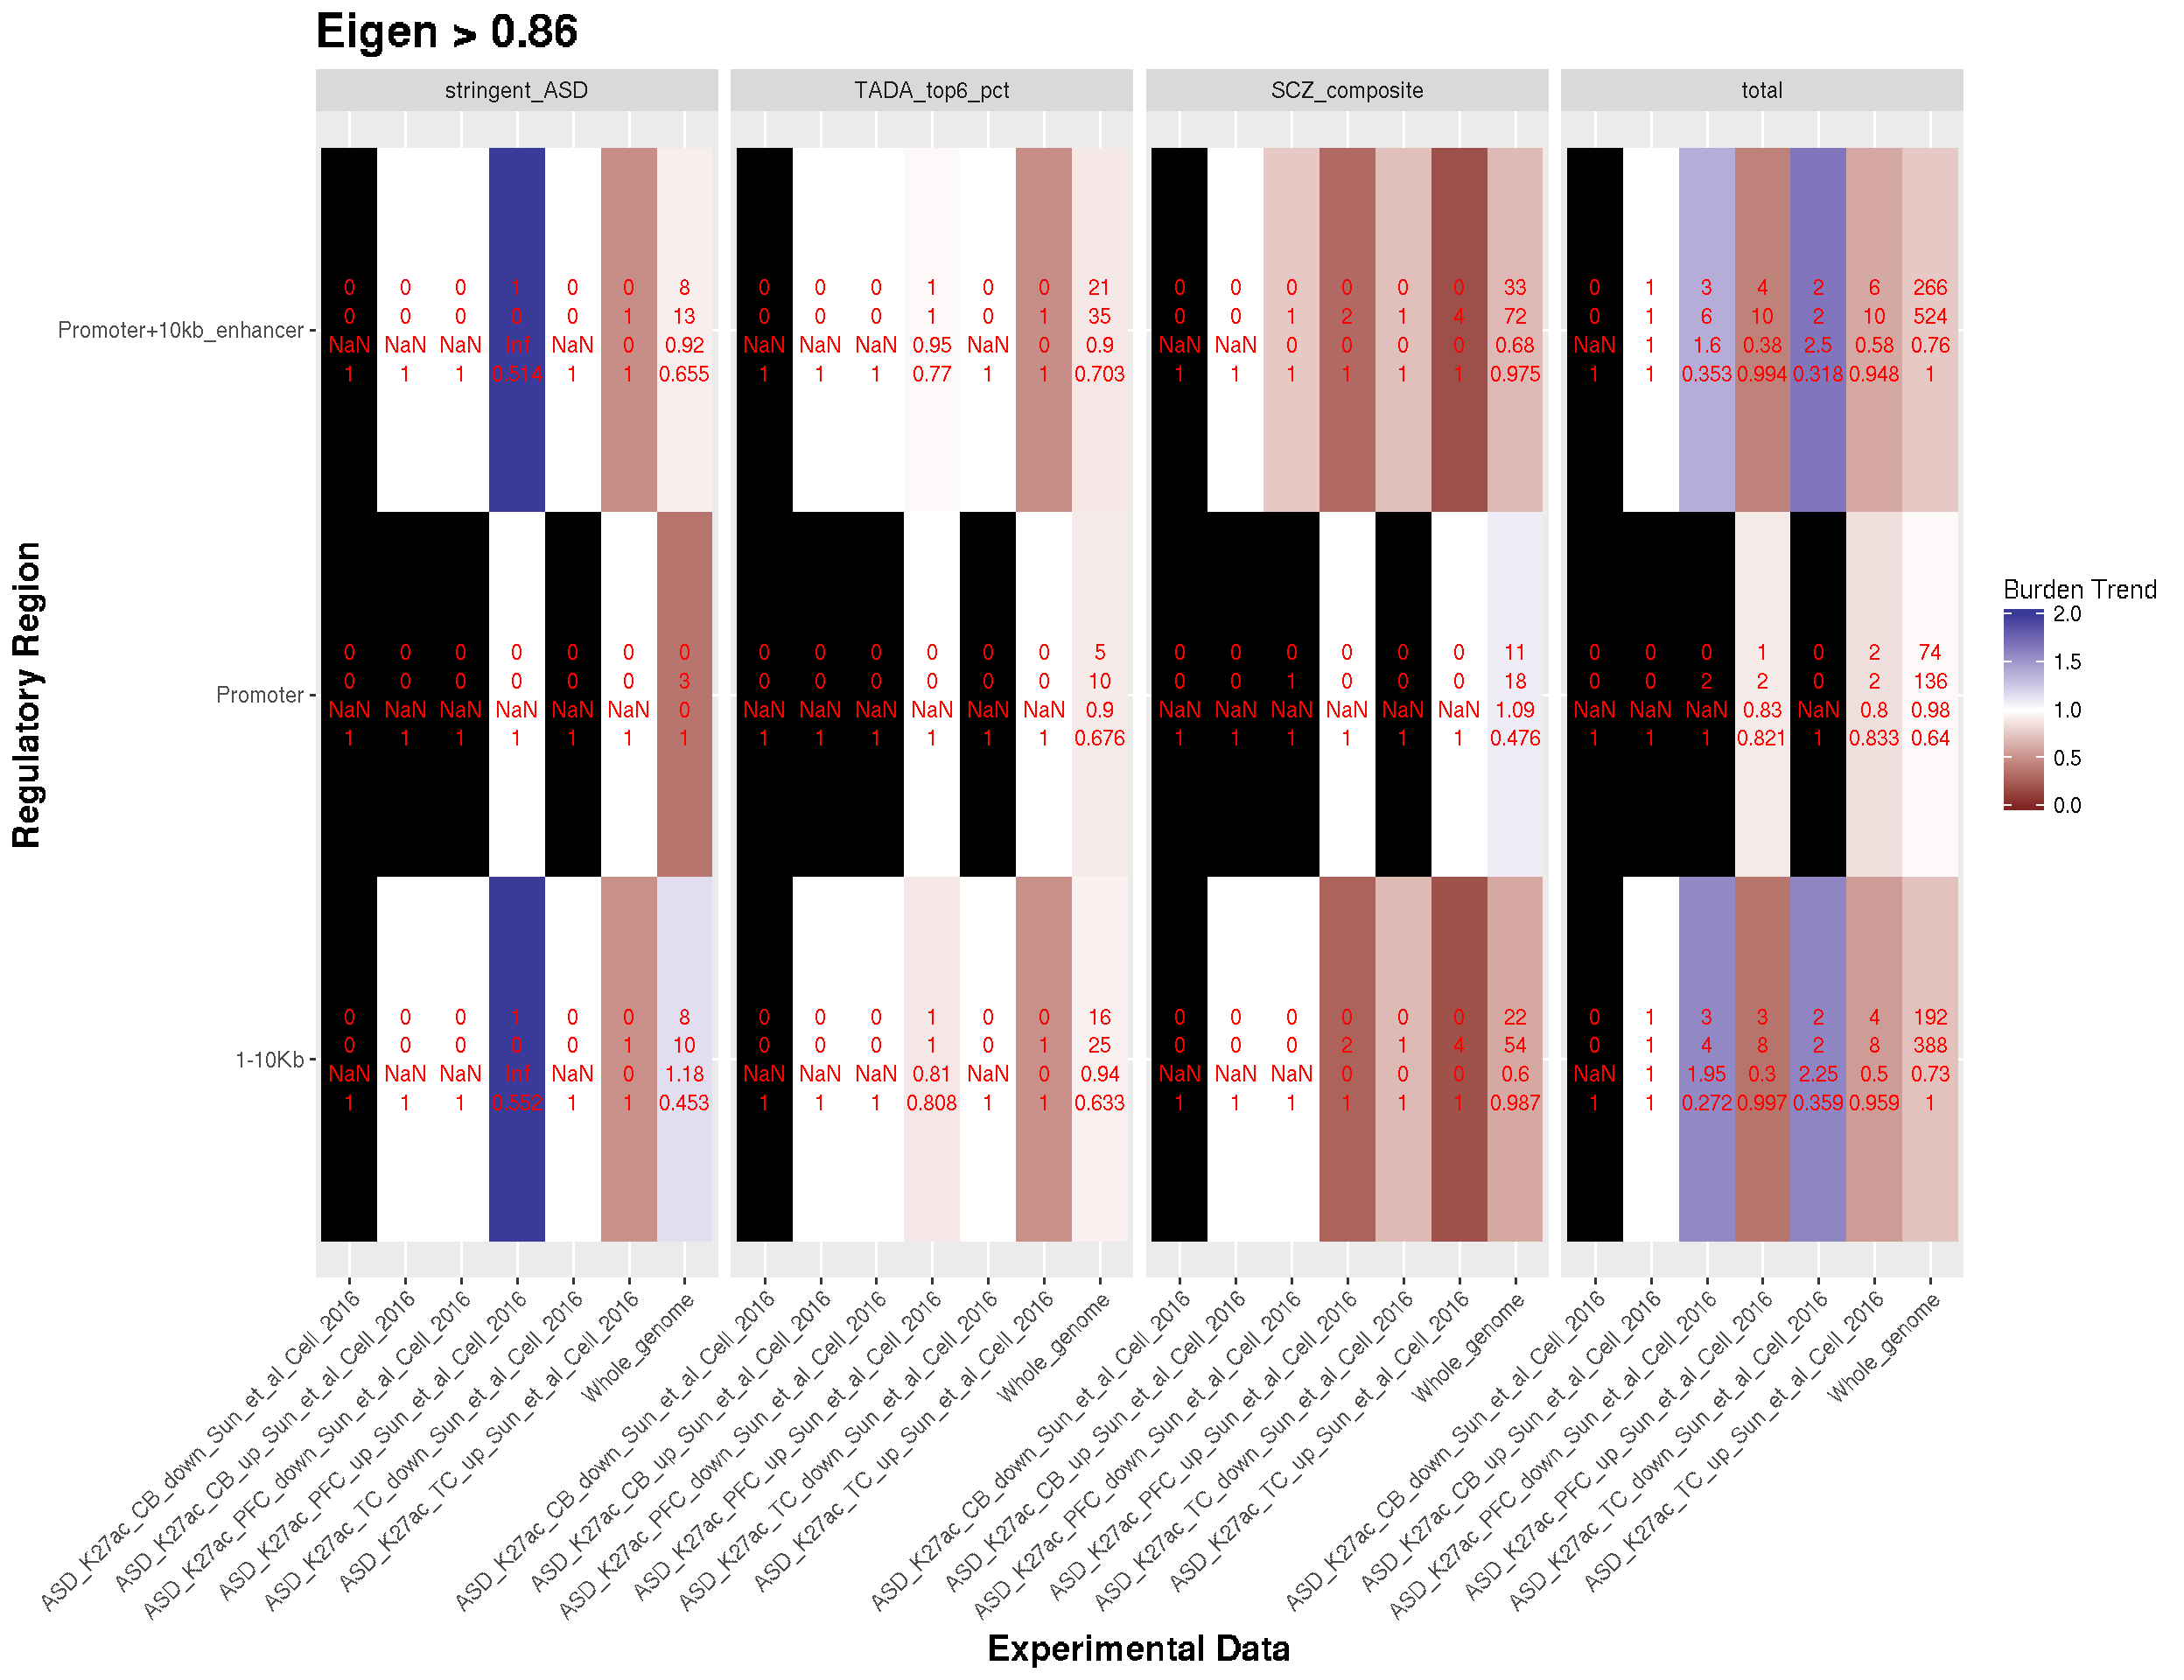 Eigen > 0.86
stringent_ASD TADA_top6_pct SCZ_composite total
0 0 0 1 0 0 8 0 0 0 1 0 0 21 0 0 0 0 0 0 33 0 1 3 4 2 6 266
0 0 0 0 0 1 13 0 0 0 1 0 1 35 0 0 1 2 1 4 72 0 1 6 10 2 10 524
Promoter+10kb_enhancer
NaN NaN NaN Inf NaN 0 0.92 NaN NaN NaN 0.95 NaN 0 0.9 NaN NaN 0 0 0 0 0.68 NaN 1 1.6 0.38 2.5 0.58 0.76
1 1 1 0.514 1 1 0.655 1 1 1 0.77 1 1 0.703 1 1 1 1 1 1 0.975 1 1 0.353 0.994 0.318 0.948 1
0 0 0 0 0 0 0 0 0 0 0 0 0 5 0 0 0 0 0 0 11 0 0 0 1 0 2 74
0 0 0 0 0 0 3 0 0 0 0 0 0 10 0 0 1 0 0 0 18 0 0 2 2 0 2 136
Promoter
NaN NaN NaN NaN NaN NaN 0 NaN NaN NaN NaN NaN NaN 0.9 NaN NaN NaN NaN NaN NaN 1.09 NaN NaN NaN 0.83 NaN 0.8 0.98
1 1 1 1 1 1 1 1 1 1 1 1 1 0.676 1 1 1 1 1 1 0.476 1 1 1 0.821 1 0.833 0.64
0 0 0 1 0 0 8 0 0 0 1 0 0 16 0 0 0 0 0 0 22 0 1 3 3 2 4 192
0 0 0 0 0 1 10 0 0 0 1 0 1 25 0 0 0 2 1 4 54 0 1 4 8 2 8 388
1-10Kb
NaN NaN NaN Inf NaN 0 1.18 NaN NaN NaN 0.81 NaN 0 0.94 NaN NaN NaN 0 0 0 0.6 NaN 1 1.95 0.3 2.25 0.5 0.73
1 1 1 0.552 1 1 0.453 1 1 1 0.808 1 1 0.633 1 1 1 1 1 1 0.987 1 1 0.272 0.997 0.359 0.959 1
Regulatory Region
ASD_K27ac_CB_down_Sun_et_al_Cell_2016
ASD_K27ac_CB_up_Sun_et_al_Cell_2016
ASD_K27ac_PFC_down_Sun_et_al_Cell_2016
ASD_K27ac_PFC_up_Sun_et_al_Cell_2016
ASD_K27ac_TC_down_Sun_et_al_Cell_2016
ASD_K27ac_TC_up_Sun_et_al_Cell_2016
Whole_genome
ASD_K27ac_CB_down_Sun_et_al_Cell_2016
ASD_K27ac_CB_up_Sun_et_al_Cell_2016
ASD_K27ac_PFC_down_Sun_et_al_Cell_2016
ASD_K27ac_PFC_up_Sun_et_al_Cell_2016
ASD_K27ac_TC_down_Sun_et_al_Cell_2016
ASD_K27ac_TC_up_Sun_et_al_Cell_2016
Whole_genome
ASD_K27ac_CB_down_Sun_et_al_Cell_2016
ASD_K27ac_CB_up_Sun_et_al_Cell_2016
ASD_K27ac_PFC_down_Sun_et_al_Cell_2016
ASD_K27ac_PFC_up_Sun_et_al_Cell_2016
ASD_K27ac_TC_down_Sun_et_al_Cell_2016
ASD_K27ac_TC_up_Sun_et_al_Cell_2016
Whole_genome
ASD_K27ac_CB_down_Sun_et_al_Cell_2016
ASD_K27ac_CB_up_Sun_et_al_Cell_2016
ASD_K27ac_PFC_down_Sun_et_al_Cell_2016
ASD_K27ac_PFC_up_Sun_et_al_Cell_2016
ASD_K27ac_TC_down_Sun_et_al_Cell_2016
ASD_K27ac_TC_up_Sun_et_al_Cell_2016
Whole_genome
Experimental Data
Burden Trend
2.0
1.5
1.0
0.5
0.0